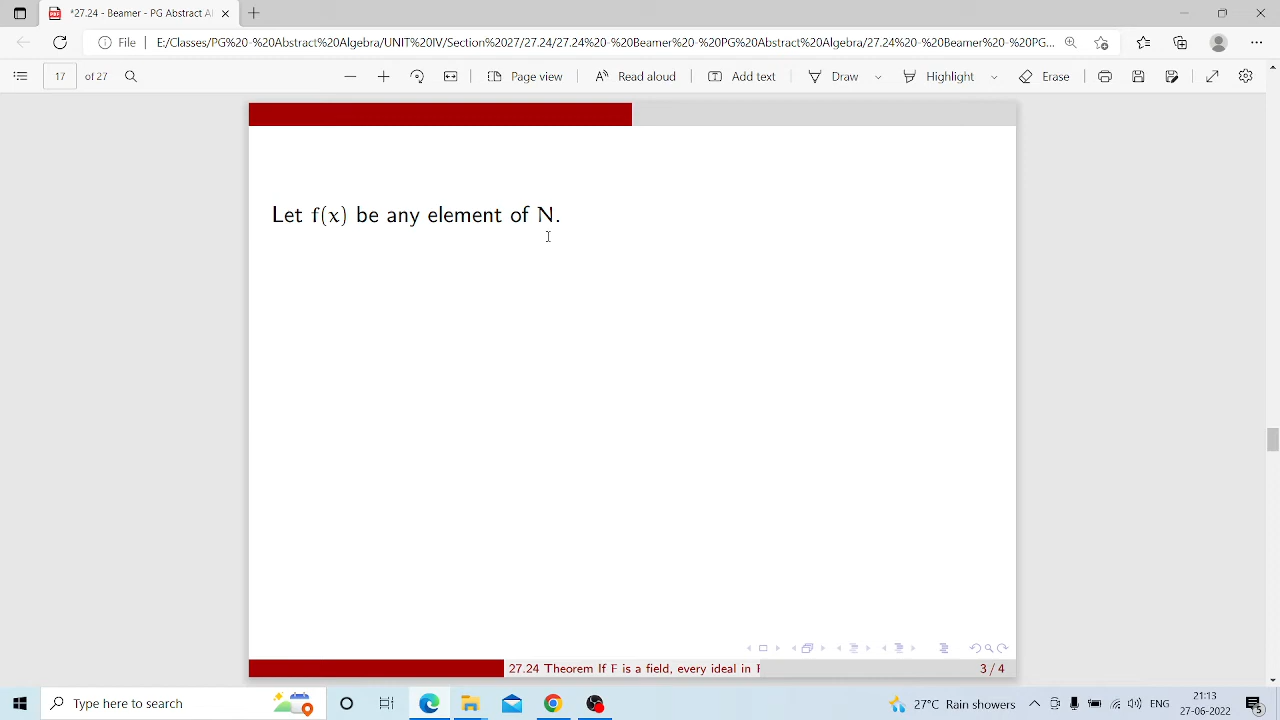 *27.24 - Beamer - PG Abstract Al
File
E:/Classes/PG%20-%20Abstract%20Algebra/UNIT%20IV/Section%2027/27.24/27.24%20-%20Beamer%20-%20PG%20Abstract%20Algebra/27.24%20-%20Beamer%20-%20PG...
17 of 27
Page view
Read aloud
Add text
Draw
Highlight
Erase
Let f(x) be any element of N.
27.24 Theorem If F is a field, every ideal in
3 / 4
Type here to search
27°C Rain showers
ENG
21:13
27-06-2022
5